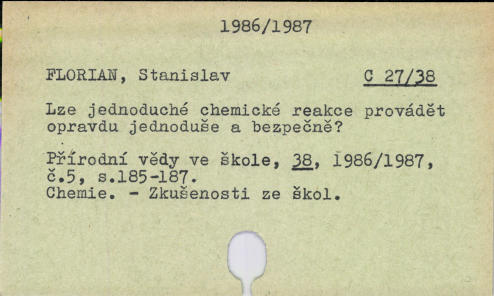 1986/1987
FLORIAN, Stanislav C 27/38
Lze jednoduché chemické reakce provádět
opravdu jednoduše a bezpečně?
Přírodní vědy ve škole, 38, 1986/1987,
č.5, s.185-187.
Chemie. - Zkušenosti ze škol.